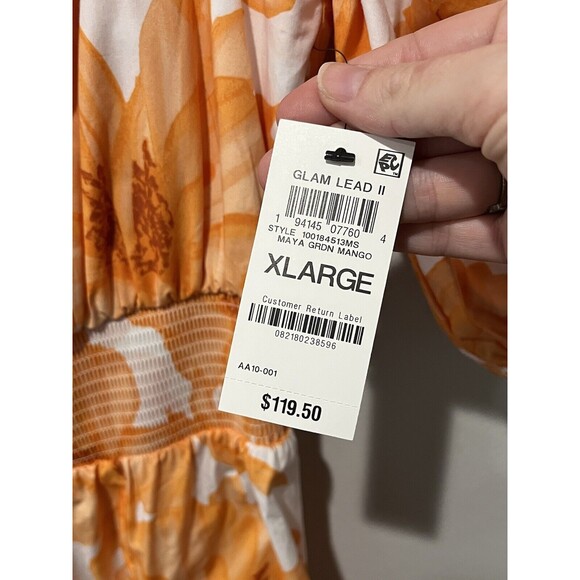 GLAM LEAD II
1 94145 07760 4
STYLE 100184513MS
MAYA GRDN MANGO
XLARGE
Customer Return Label
082180238596
AA10-001
$119.50